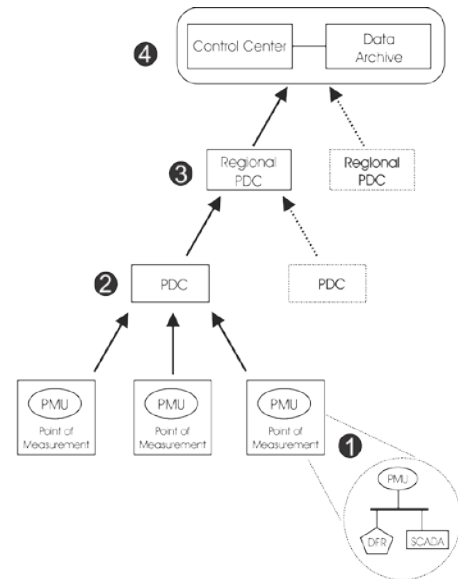 4
Control Center
Data
Archive
3
Regional
PDC
Regional
PDC
2
PDC
PDC
PMU
Point of
Measurement
PMU
Point of
Measurement
PMU
Point of
Measurement
1
PMU
DFR
SCADA